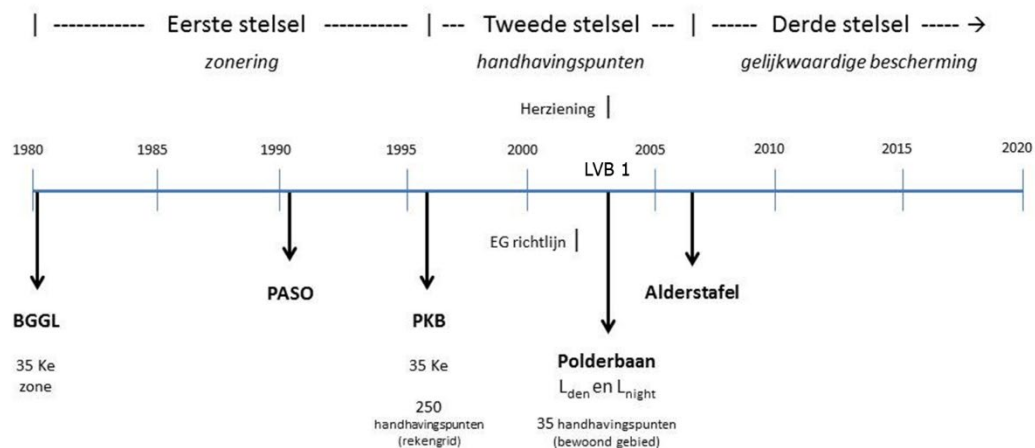 | ----------- Eerste stelsel ----------- | --- Tweede stelsel --- | --- Derde stelsel ----- →
zonering handhavingspunten gelijkwaardige bescherming
Herziening |
1980 1985 1990 1995 2000 2005 2010 2015 2020
LVB 1
EG richtlijn |
PASO Alderstafel
BGGL PKB
Polderbaan
35 Ke 35 Ke
zone Lden en Lnight
250
handhavingspunten 35 handhavingspunten
(rekengrid) (bewoond gebied)